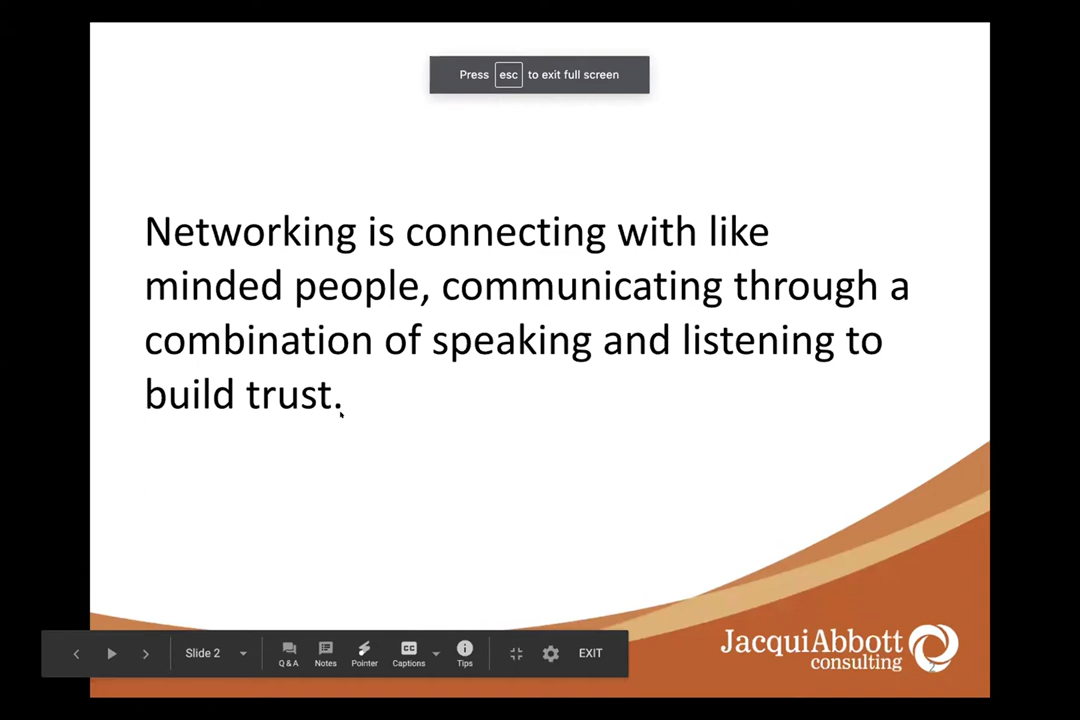 Press esc to exit full screen
Networking is connecting with like
minded people, communicating through a
combination of speaking and listening to
build trust.
JacquiAbbott
consulting
Slide 2
Q & A
Notes
Pointer
CC
Captions
Tips
EXIT